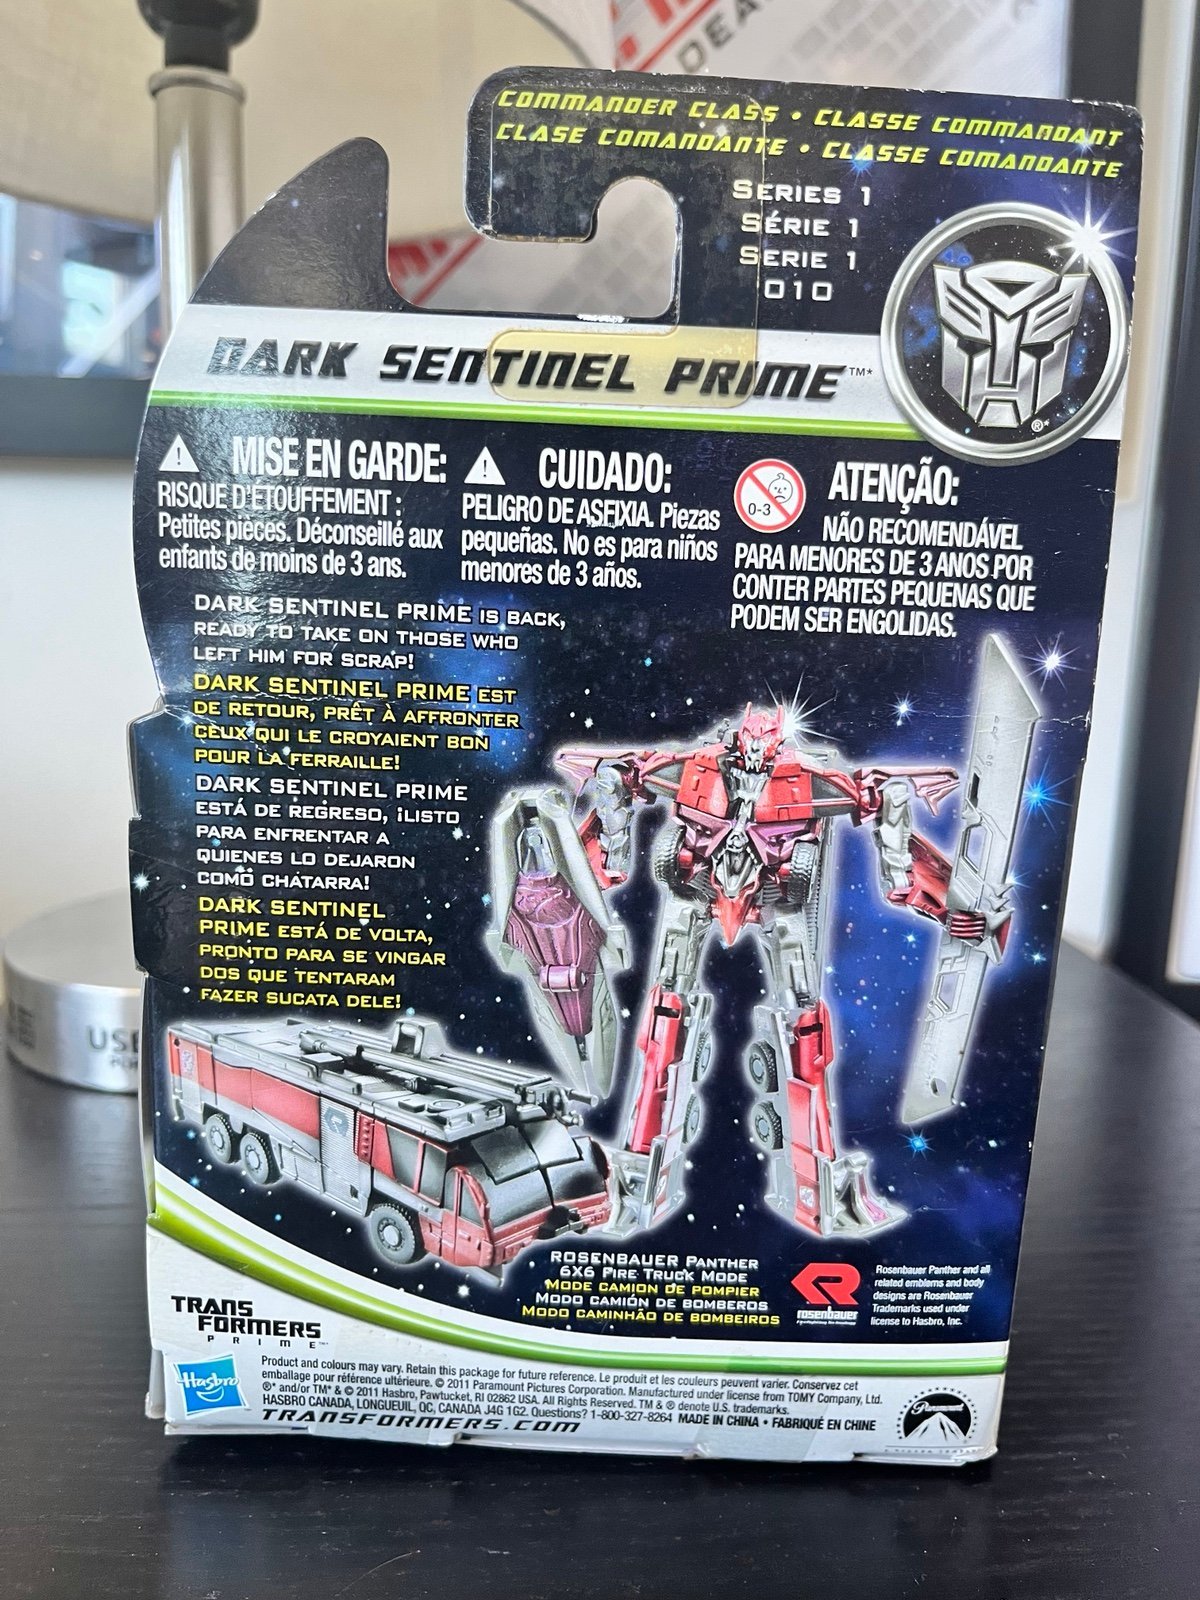 DEA
COMMANDER CLASS • CLASSE COMMANDANT
CLASE COMANDANTE • CLASSE COMANDANTE
SERIES 1
SÉRIE 1
SERIE 1
010
DARK SENTINEL PRIME™*
®*
MISE EN GARDE:
RISQUE D'ÉTOUFFEMENT :
Petites pièces. Déconseillé aux
enfants de moins de 3 ans.
CUIDADO:
PELIGRO DE ASFIXIA. Piezas
pequeñas. No es para niños
menores de 3 años.
0-3
ATENÇÃO:
NÃO RECOMENDÁVEL
PARA MENORES DE 3 ANOS POR
CONTER PARTES PEQUENAS QUE
PODEM SER ENGOLIDAS.
DARK SENTINEL PRIME IS BACK,
READY TO TAKE ON THOSE WHO
LEFT HIM FOR SCRAP!
DARK SENTINEL PRIME EST
DE RETOUR, PRÊT À AFFRONTER
CEUX QUI LE CROYAIENT BON
POUR LA FERRAILLE!
DARK SENTINEL PRIME
ESTÁ DE REGRESO, ¡LISTO
PARA ENFRENTAR A
QUIENES LO DEJARON
COMO CHATARRA!
DARK SENTINEL
PRIME ESTÁ DE VOLTA,
PRONTO PARA SE VINGAR
DOS QUE TENTARAM
FAZER SUCATA DELE!
USE
ROSENBAUER PANTHER
6X6 FIRE TRUCK MODE
MODE CAMION DE POMPIER
MODO CAMIÓN DE BOMBEROS
MODO CAMINHÃO DE BOMBEIROS
rosenbauer
Rosenbauer Panther and all
related emblems and body
designs are Rosenbauer
Trademarks used under
license to Hasbro, Inc.
TRANS
FORMERS
PRIME™
Hasbro
Product and colours may vary. Retain this package for future reference. Le produit et les couleurs peuvent varier. Conservez cet
emballage pour référence ultérieure. © 2011 Paramount Pictures Corporation. Manufactured under license from TOMY Company, Ltd.
®* and/or TM* & © 2011 Hasbro, Pawtucket, RI 02862 USA. All Rights Reserved. TM & ® denote U.S. trademarks.
HASBRO CANADA, LONGUEUIL, QC, CANADA J4G 1G2. Questions? 1-800-327-8264 MADE IN CHINA • FABRIQUÉ EN CHINE
TRANSFORMERS.COM
Paramount